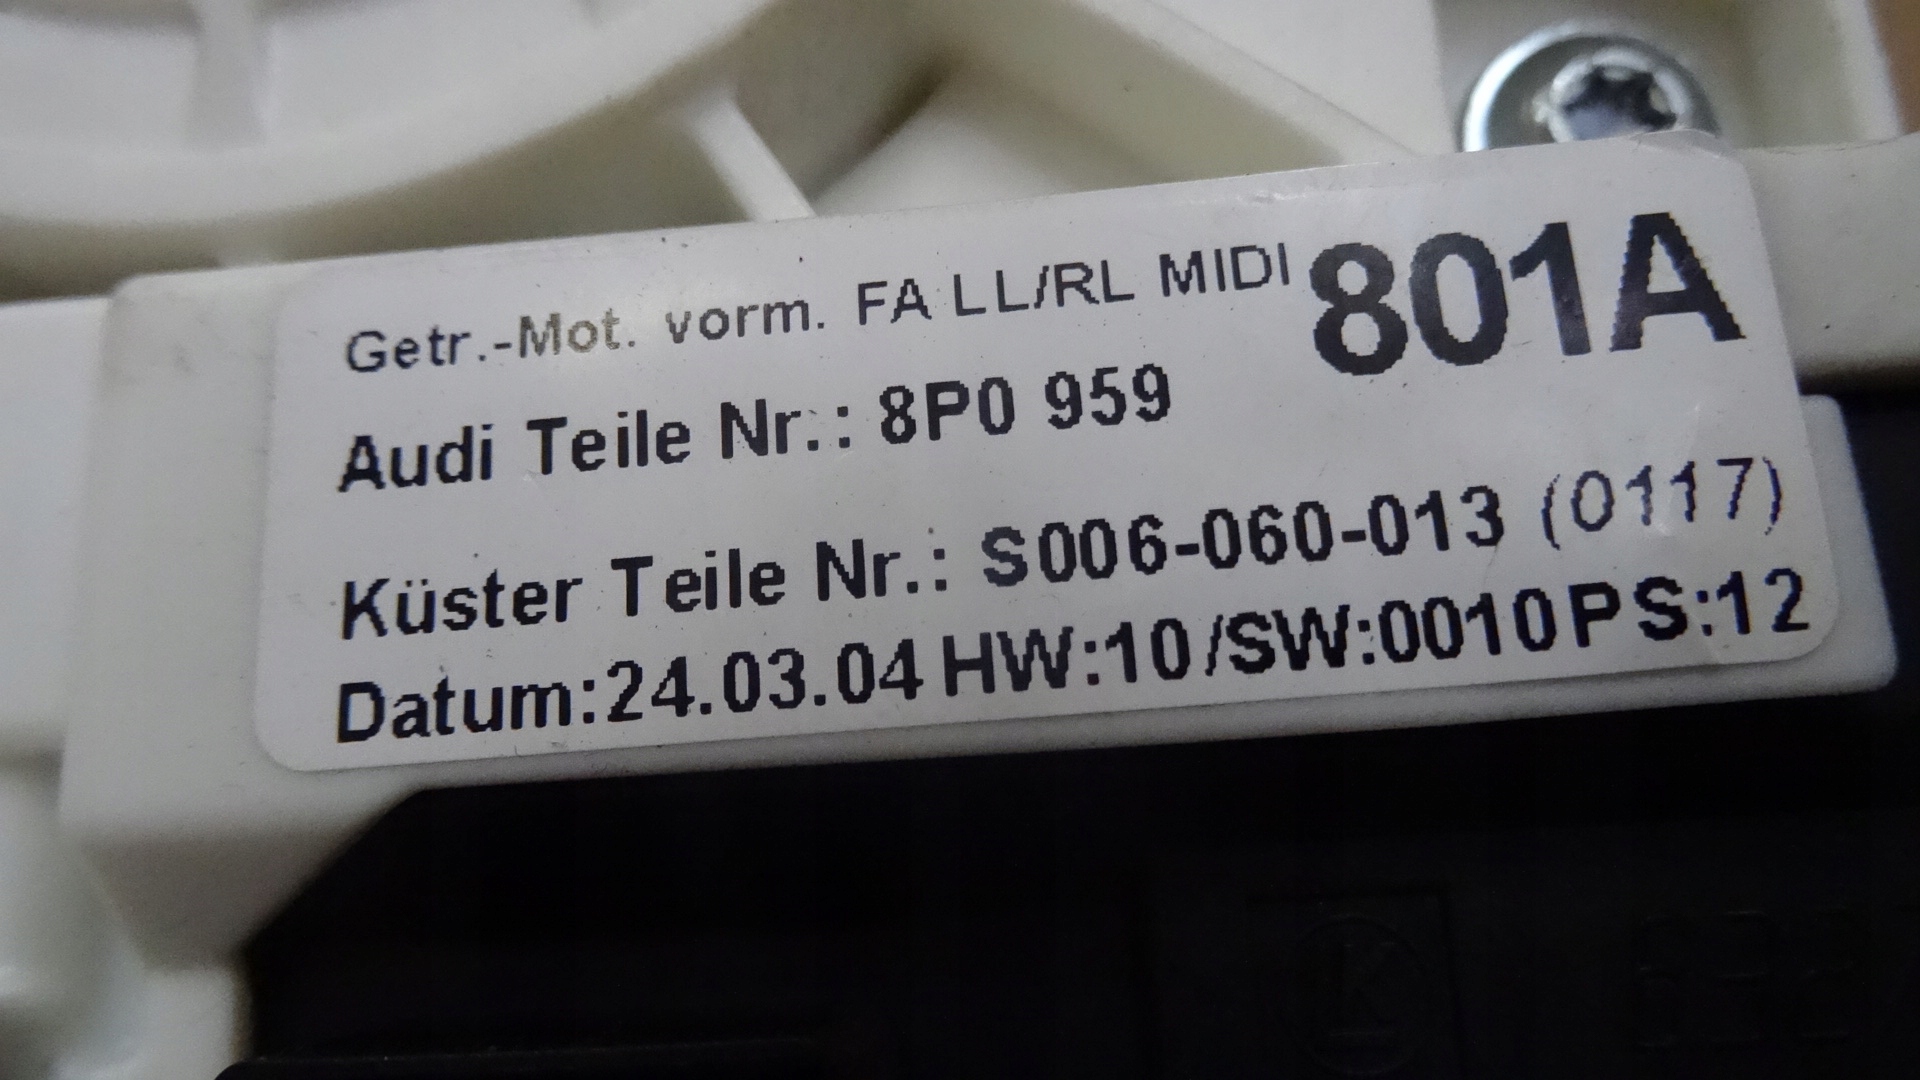 Getr.-Mot. vorm. FA LL/RL MIDI
801A
Audi Teile Nr.: 8P0 959
Küster Teile Nr.: S006-060-013 (0117)
Datum:24.03.04 HW:10/SW:0010 PS:12